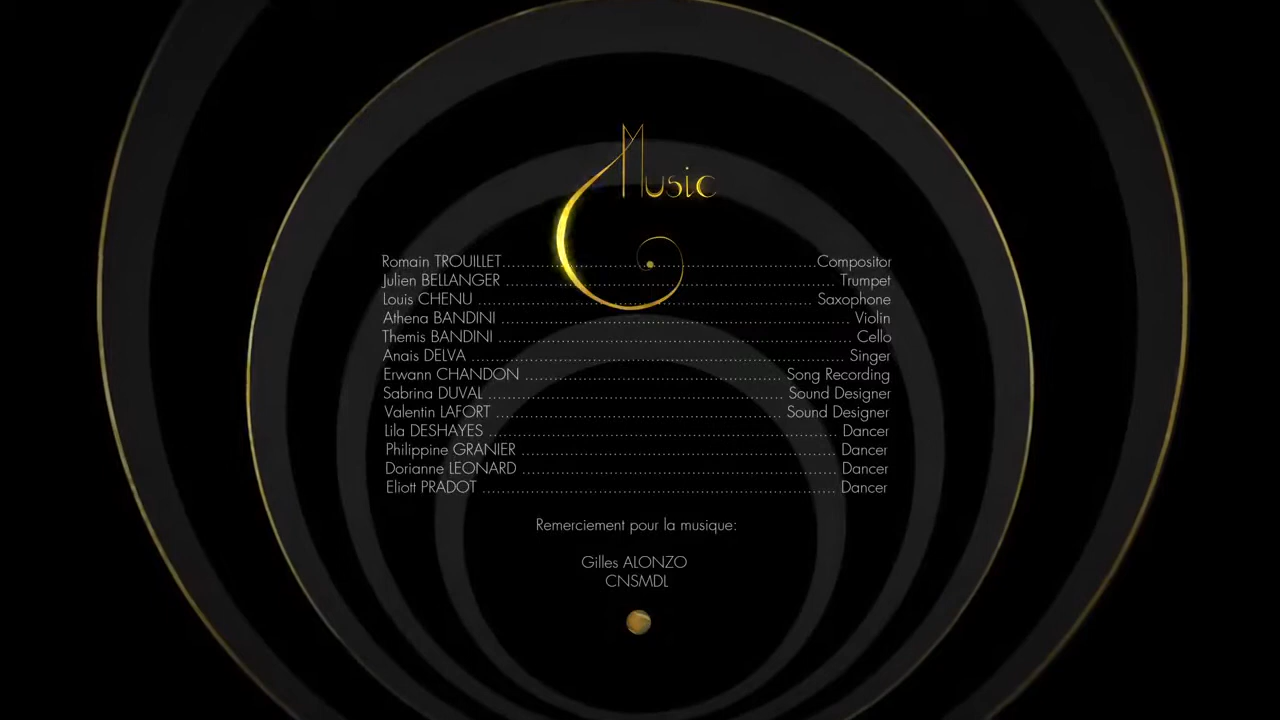 Music
Romain TROUILLET..................................................Compositor
Julien BELLANGER ..................................................... Trumpet
Louis CHENU ..................................................... Saxophone
Athena BANDINI ........................................................ Violin
Themis BANDINI ......................................................... Cello
Anais DELVA ............................................................ Singer
Erwann CHANDON ......................................... Song Recording
Sabrina DUVAL ............................................... Sound Designer
Valentin LAFORT .............................................. Sound Designer
Lila DESHAYES ....................................................... Dancer
Philippine GRANIER .................................................. Dancer
Dorianne LEONARD .................................................. Dancer
Eliott PRADOT ........................................................ Dancer
Remerciement pour la musique:
Gilles ALONZO
CNSMDL